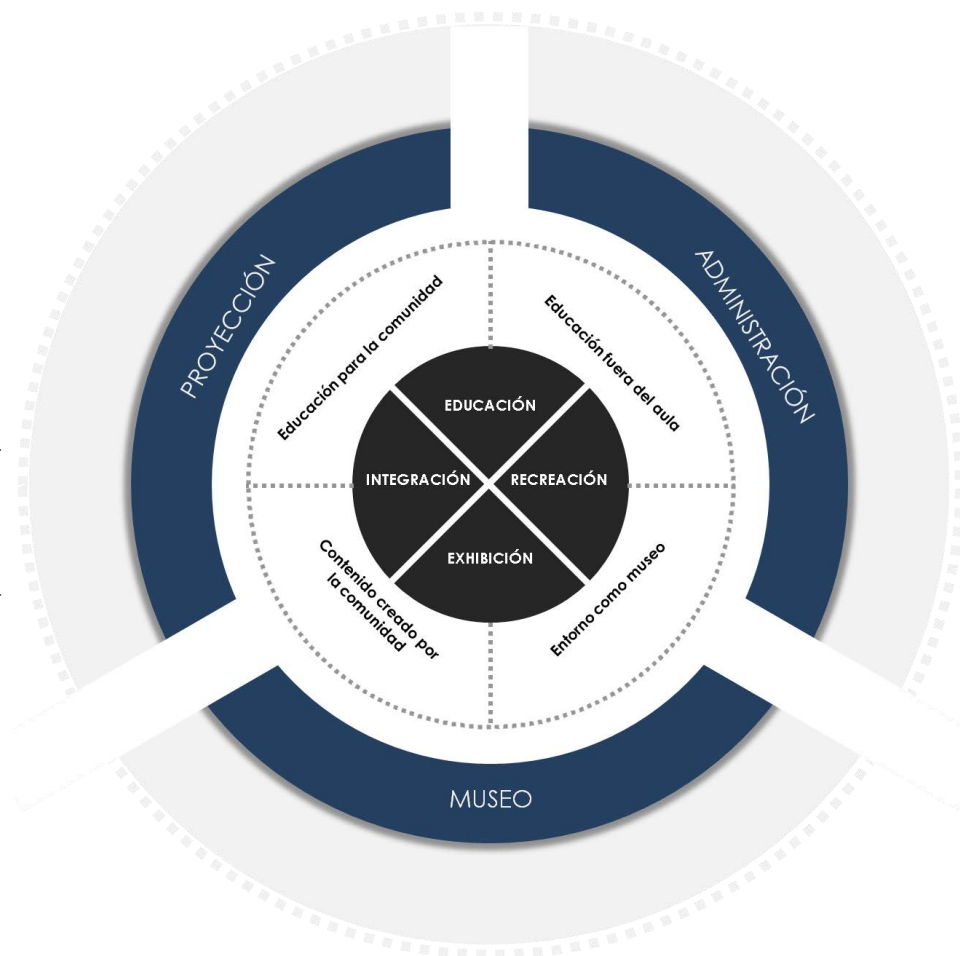 PROYECCIÓN
ADMINISTRACIÓN
Educación para la comunidad
Educación fuera del aula
EDUCACIÓN
INTEGRACIÓN
RECREACIÓN
EXHIBICIÓN
Contenido creado por
la comunidad
Entorno como museo
MUSEO